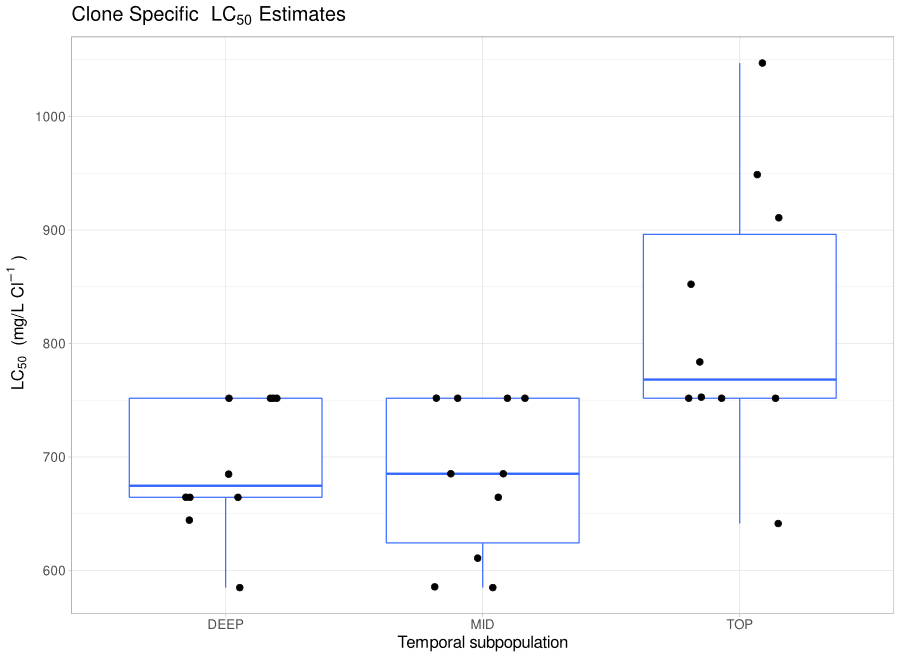 Clone Specific LC50 Estimates
LC50 (mg/L Cl−1 )
1000
900
800
700
600
DEEP MID TOP
Temporal subpopulation